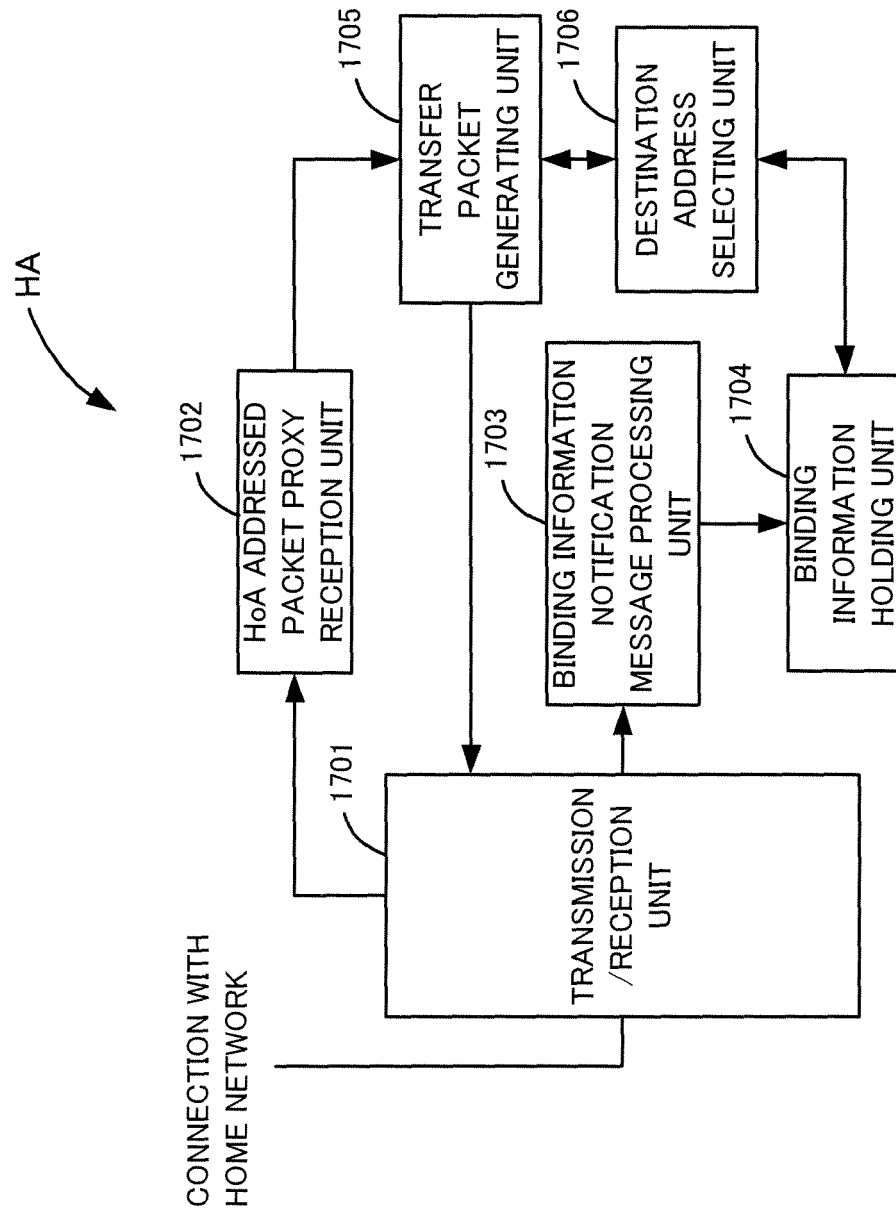 HA
CONNECTION WITH
HOME NETWORK
1701
TRANSMISSION
/RECEPTION
UNIT
1702
HoA ADDRESSED
PACKET PROXY
RECEPTION UNIT
1703
BINDING INFORMATION
NOTIFICATION
MESSAGE PROCESSING
UNIT
1704
BINDING
INFORMATION
HOLDING UNIT
1705
TRANSFER
PACKET
GENERATING UNIT
1706
DESTINATION
ADDRESS
SELECTING UNIT